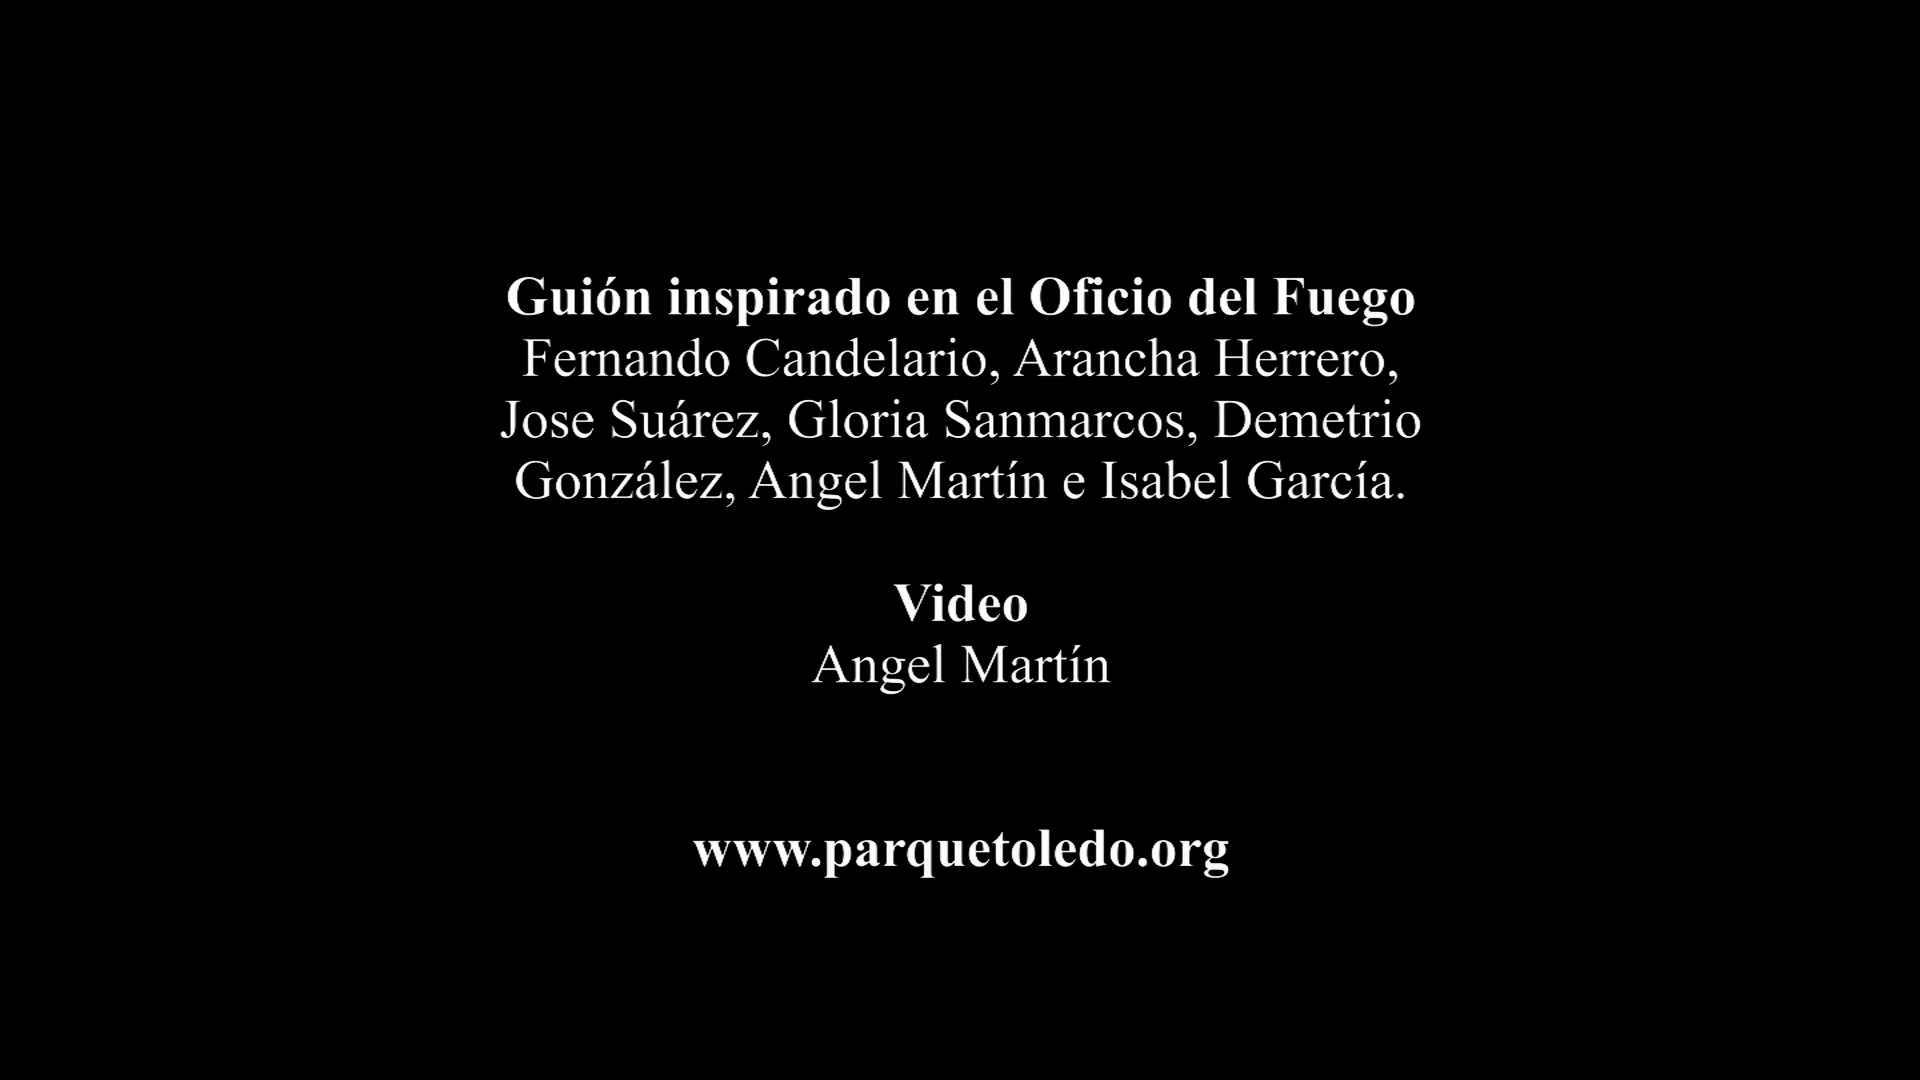 Guión inspirado en el Oficio del Fuego
Fernando Candelario, Arancha Herrero,
Jose Suárez, Gloria Sanmarcos, Demetrio
González, Angel Martín e Isabel García.
Video
Angel Martín
www.parquetoledo.org